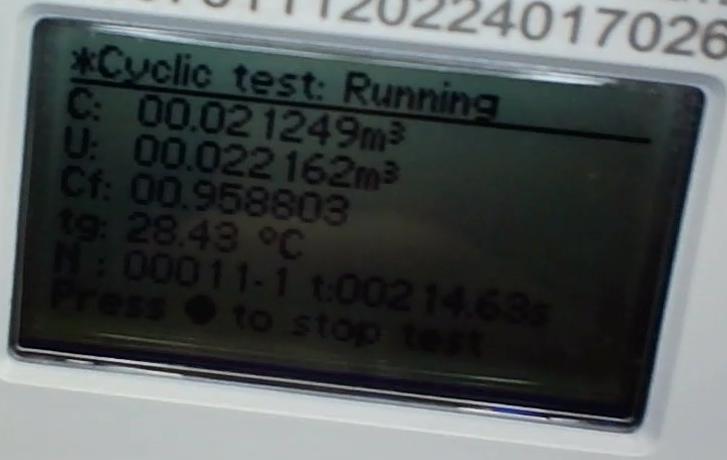 11120224017026
*Cyclic test: Running
C: 00.021249m³
U: 00.022162m³
Cf: 00.958803
tg: 28.43 °C
N : 00011-1 t:00214.63s
Press ● to stop test